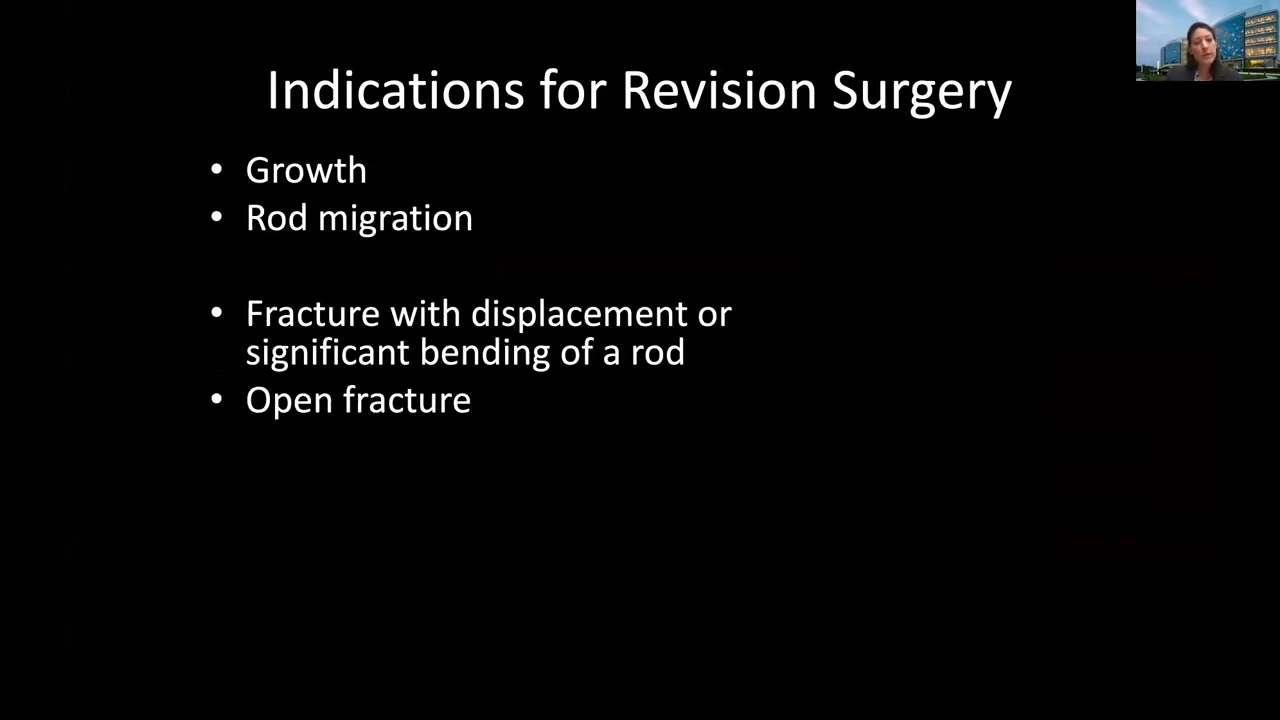 Indications for Revision Surgery
• Growth
• Rod migration
• Fracture with displacement or
significant bending of a rod
• Open fracture